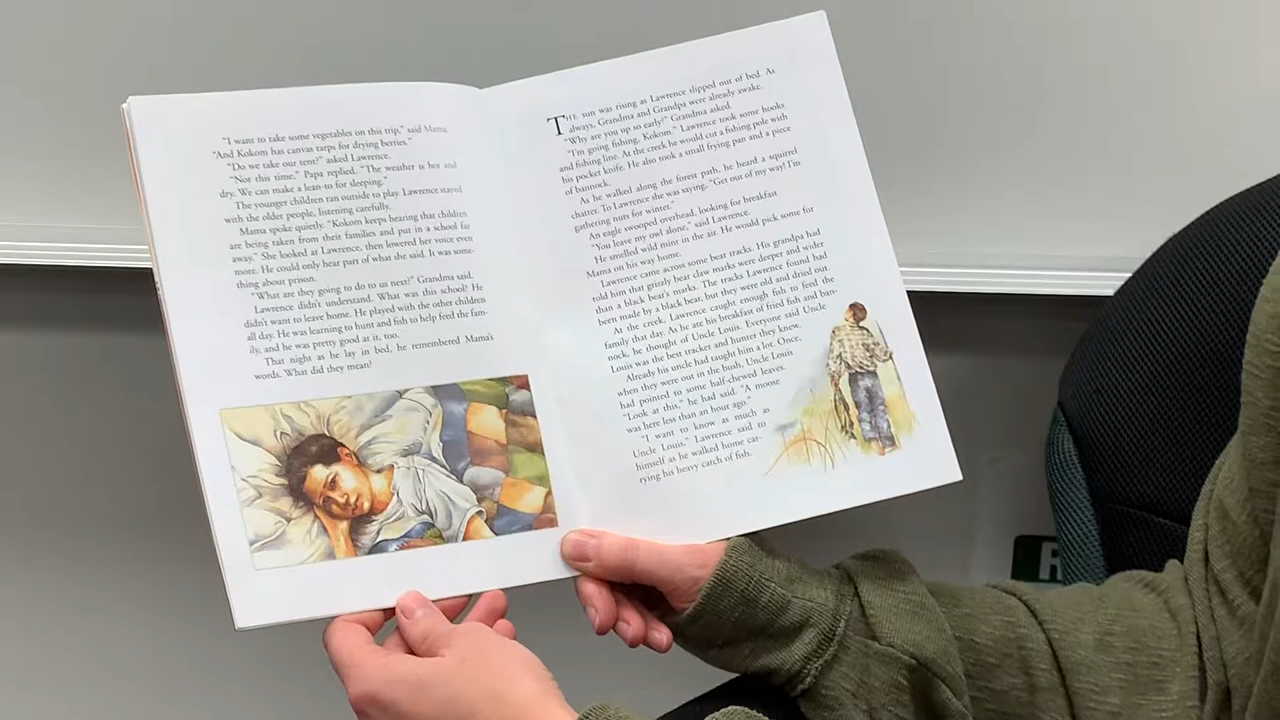 "I want to take some vegetables on this trip," said Mama.
"And Kokom has canvas tarps for drying berries."
"Do we take our tent?" asked Lawrence.
"Not this time," Papa replied. "The weather is hot and
dry. We can make a lean-to for sleeping."
The younger children ran outside to play. Lawrence stayed
with the older people, listening carefully.
Mama spoke quietly. "Kokom keeps hearing that children
are being taken from their families and put in a school far
away." She looked at Lawrence, then lowered her voice even
more. He could only hear part of what she said. It was some-
thing about prison.
"What are they going to do to us next?" Grandma said.
Lawrence didn't understand. What was this school? He
didn't want to leave home. He played with the other children
all day. He was learning to hunt and fish to help feed the fam-
ily, and he was pretty good at it, too.
That night as he lay in bed, he remembered Mama's
words. What did they mean?
THE sun was rising as Lawrence slipped out of bed. As
always, Grandma and Grandpa were already awake.
"Why are you up so early?" Grandma asked.
"I'm going fishing, Kokom." Lawrence took some hooks
and fishing line. At the creek he would cut a fishing pole with
his pocket knife. He also took a small frying pan and a piece
of bannock.
As he walked along the forest path, he heard a squirrel
chatter. To Lawrence she was saying, "Get out of my way! I'm
gathering nuts for winter."
An eagle swooped overhead, looking for breakfast.
"You leave my owl alone," said Lawrence.
He smelled wild mint in the air. He would pick some for
Mama on his way home.
Lawrence came across some bear tracks. His grandpa had
told him that grizzly bear claw marks were deeper and wider
than a black bear's marks. The tracks Lawrence found had
been made by a black bear, but they were old and dried out.
At the creek, Lawrence caught enough fish to feed the
family that day. As he ate his breakfast of fried fish and ban-
nock, he thought of Uncle Louis. Everyone said Uncle
Louis was the best tracker and hunter they knew.
Already his uncle had taught him a lot. Once,
when they were out in the bush, Uncle Louis
had pointed to some half-chewed leaves.
"Look at this," he had said. "A moose
was here less than an hour ago."
"I want to know as much as
Uncle Louis," Lawrence said to
himself as he walked home car-
rying his heavy catch of fish.